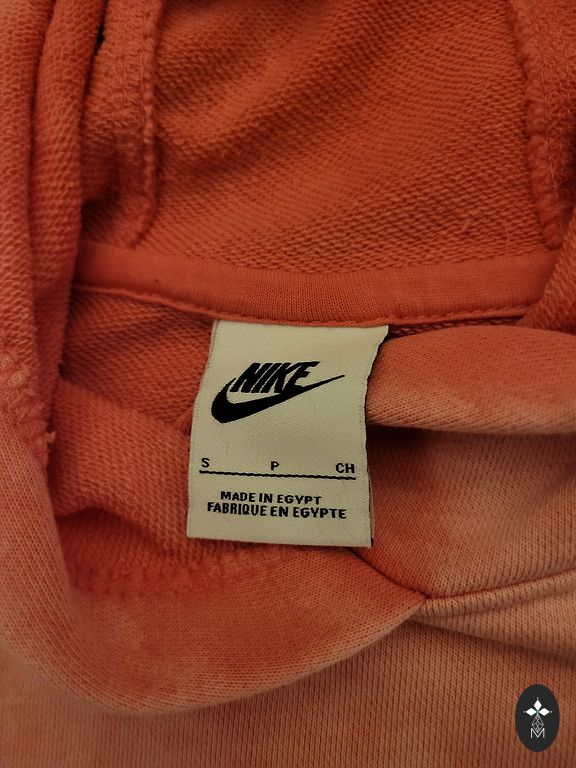 NIKE
S P CH
MADE IN EGYPT
FABRIQUE EN EGYPTE
M